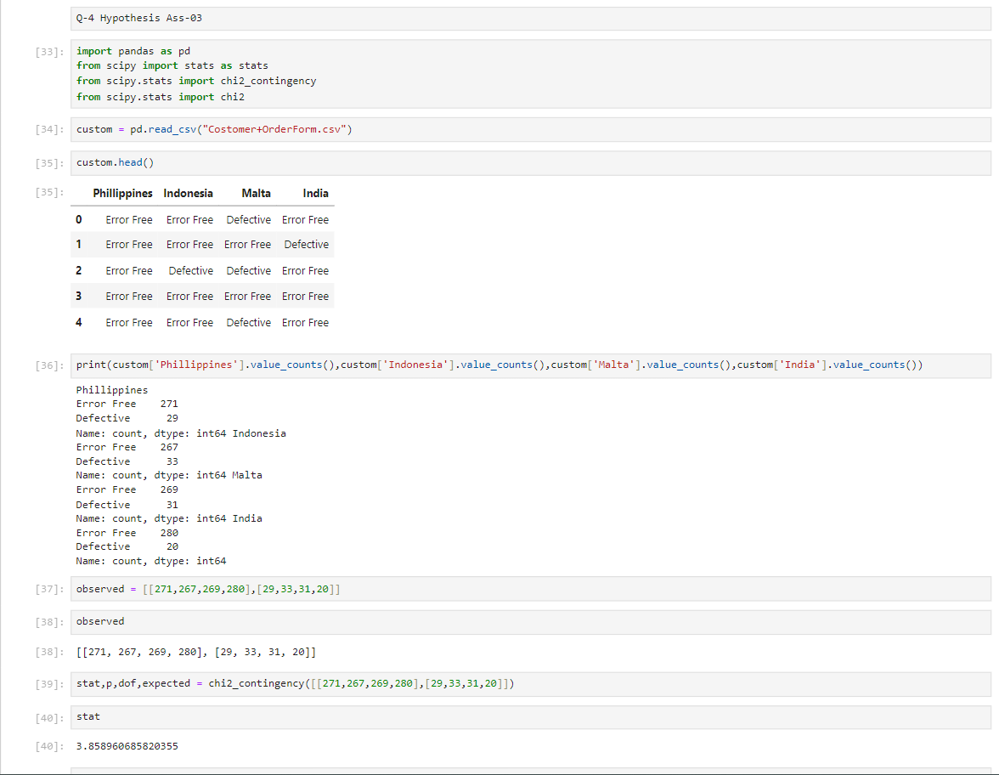 Q-4 Hypothesis Ass-03
[33]: import pandas as pd
from scipy import stats as stats
from scipy.stats import chi2_contingency
from scipy.stats import chi2
[34]: custom = pd.read_csv("Costomer+OrderForm.csv")
[35]: custom.head()
[35]: Phillippines Indonesia Malta India
0 Error Free Error Free Defective Error Free
1 Error Free Error Free Error Free Defective
2 Error Free Defective Defective Error Free
3 Error Free Error Free Error Free Error Free
4 Error Free Error Free Defective Error Free
[36]: print(custom['Phillippines'].value_counts(),custom['Indonesia'].value_counts(),custom['Malta'].value_counts(),custom['India'].value_counts())
Phillippines
Error Free 271
Defective 29
Name: count, dtype: int64 Indonesia
Error Free 267
Defective 33
Name: count, dtype: int64 Malta
Error Free 269
Defective 31
Name: count, dtype: int64 India
Error Free 280
Defective 20
Name: count, dtype: int64
[37]: observed = [[271,267,269,280],[29,33,31,20]]
[38]: observed
[38]: [[271, 267, 269, 280], [29, 33, 31, 20]]
[39]: stat,p,dof,expected = chi2_contingency([[271,267,269,280],[29,33,31,20]])
[40]: stat
[40]: 3.858960685820355